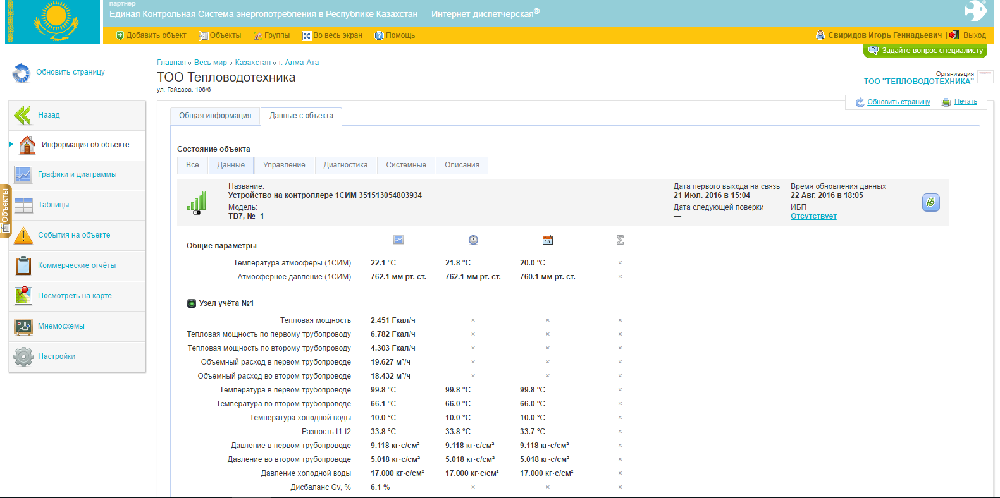 партнёр
Единая Контрольная Система энергопотребления в Республике Казахстан — Интернет-диспетчерская®
Добавить объект Объекты Группы Во весь экран Помощь Свиридов Игорь Геннадьевич | Выход
Задайте вопрос специалисту
Обновить страницу
Главная Весь мир Казахстан г. Алма-Ата
ТОО Тепловодотехника
ул. Гайдара, 196\6
Организация
ТОО "ТЕПЛОВОДОТЕХНИКА"
Обновить страницу Печать
Назад
Информация об объекте
Графики и диаграммы
Таблицы
События на объекте
Коммерческие отчёты
Посмотреть на карте
Мнемосхемы
Настройки
Объекты
Общая информация Данные с объекта
Состояние объекта
Все Данные Управление Диагностика Системные Описания
Название:
Устройство на контроллере 1СИМ 351513054803934
Модель:
ТВ7, № -1
Дата первого выхода на связь
21 Июл. 2016 в 15:04
Дата следующей поверки
—
Время обновления данных
22 Авг. 2016 в 18:05
ИБП
Отсутствует
Общие параметры 15 Σ
Температура атмосферы (1СИМ) 22.1 °C 21.8 °C 20.0 °C ×
Атмосферное давление (1СИМ) 762.1 мм рт. ст. 762.1 мм рт. ст. 760.1 мм рт. ст. ×
Узел учёта №1
Тепловая мощность 2.451 Гкал/ч × × ×
Тепловая мощность по первому трубопроводу 6.782 Гкал/ч × × ×
Тепловая мощность по второму трубопроводу 4.303 Гкал/ч × × ×
Объемный расход в первом трубопроводе 19.627 м³/ч × × ×
Объемный расход во втором трубопроводе 18.432 м³/ч × × ×
Температура в первом трубопроводе 99.8 °C 99.8 °C 99.8 °C ×
Температура во втором трубопроводе 66.1 °C 66.0 °C 66.0 °C ×
Температура холодной воды 10.0 °C 10.0 °C 10.0 °C ×
Разность t1-t2 33.8 °C 33.8 °C 33.7 °C ×
Давление в первом трубопроводе 9.118 кг·с/см² 9.118 кг·с/см² 9.118 кг·с/см² ×
Давление во втором трубопроводе 5.018 кг·с/см² 5.018 кг·с/см² 5.018 кг·с/см² ×
Давление холодной воды 17.000 кг·с/см² 17.000 кг·с/см² 17.000 кг·с/см² ×
Дисбаланс Gv, % 6.1 % × × ×